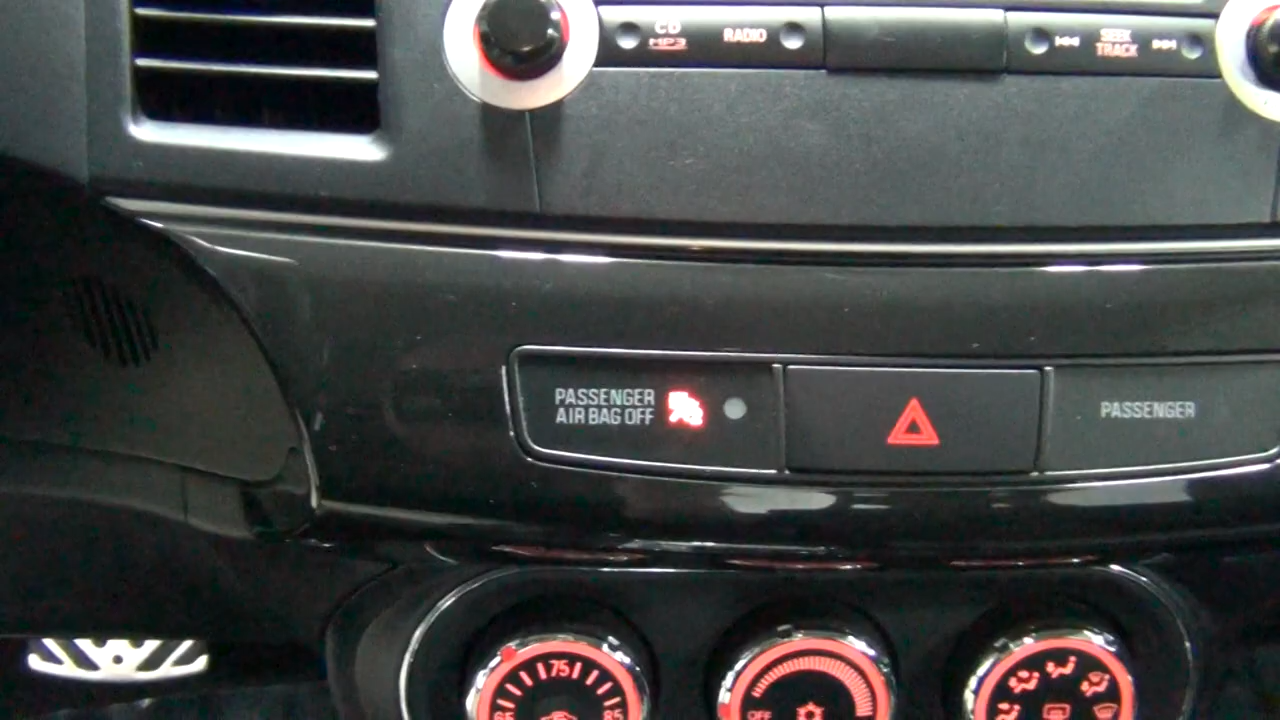 CD
MP3
RADIO
SEEK
TRACK
PASSENGER
AIR BAG OFF
PASSENGER
75
65
85
OFF